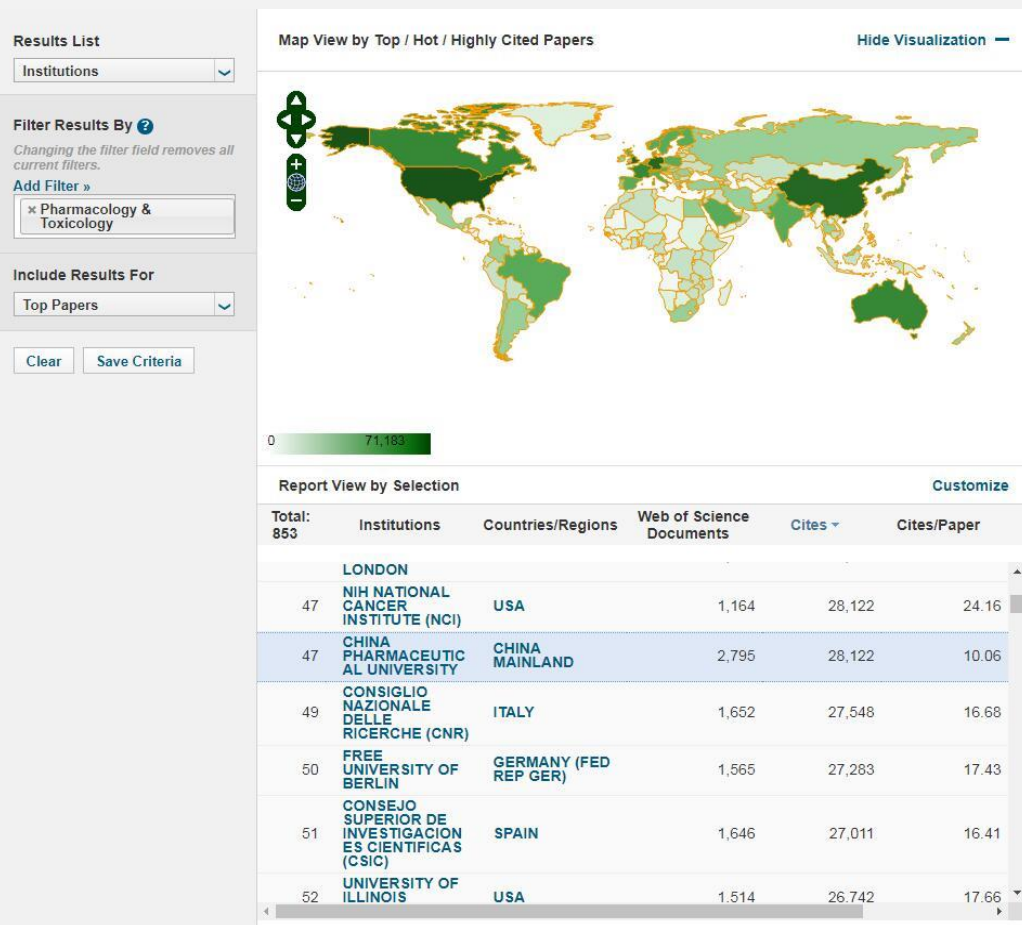 Results List
Institutions
Filter Results By ?
Changing the filter field removes all
current filters.
Add Filter »
× Pharmacology &
Toxicology
Include Results For
Top Papers
Clear
Save Criteria
Map View by Top / Hot / Highly Cited Papers
Hide Visualization
0
71,183
Report View by Selection
Customize
Total:
853
Institutions
Countries/Regions
Web of Science
Documents
Cites
Cites/Paper
LONDON
47
NIH NATIONAL
CANCER
INSTITUTE (NCI)
USA
1,164
28,122
24.16
47
CHINA
PHARMACEUTIC
AL UNIVERSITY
CHINA
MAINLAND
2,795
28,122
10.06
49
CONSIGLIO
NAZIONALE
DELLE
RICERCHE (CNR)
ITALY
1,652
27,548
16.68
50
FREE
UNIVERSITY OF
BERLIN
GERMANY (FED
REP GER)
1,565
27,283
17.43
51
CONSEJO
SUPERIOR DE
INVESTIGACION
ES CIENTIFICAS
(CSIC)
SPAIN
1,646
27,011
16.41
52
UNIVERSITY OF
ILLINOIS
USA
1,514
26,742
17.66